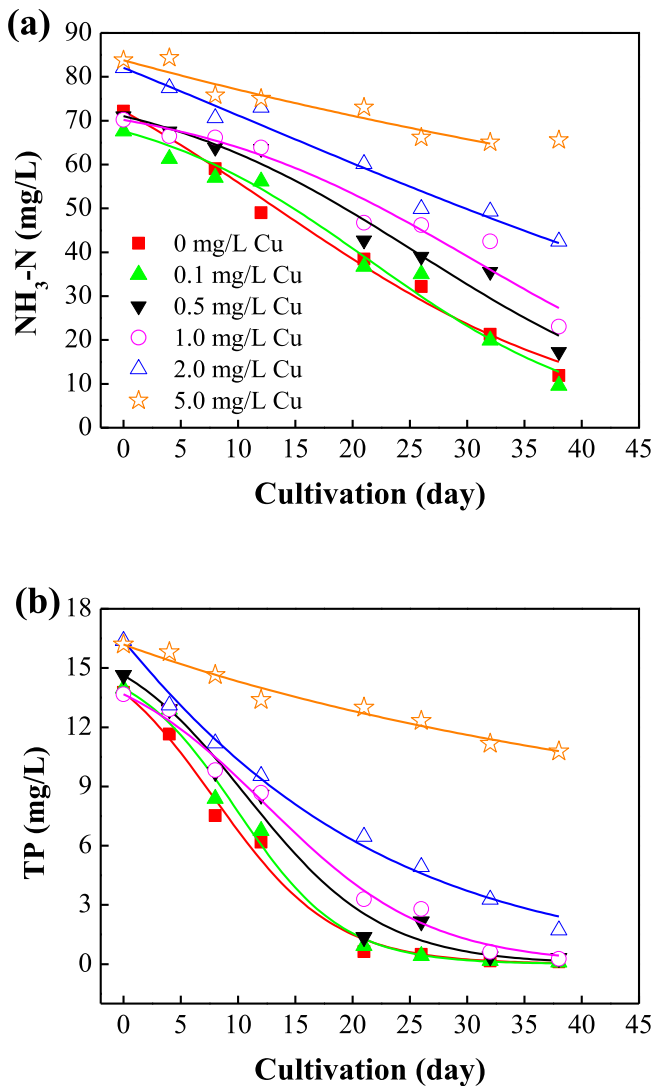 (a)
90
80
70
60
50
40
30
20
10
0
NH3-N (mg/L)
0 mg/L Cu
0.1 mg/L Cu
0.5 mg/L Cu
1.0 mg/L Cu
2.0 mg/L Cu
5.0 mg/L Cu
0 5 10 15 20 25 30 35 40 45
Cultivation (day)
(b)
18
15
12
9
6
3
0
TP (mg/L)
0 5 10 15 20 25 30 35 40 45
Cultivation (day)